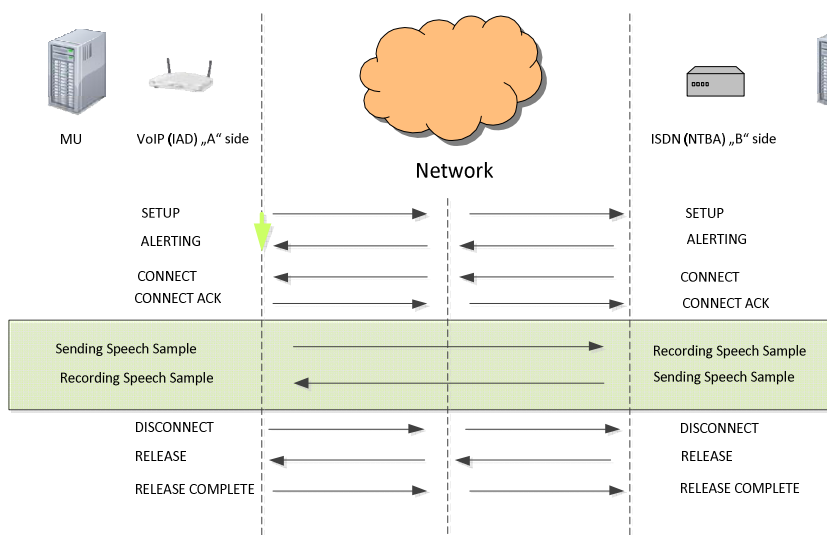 MU
VoIP (IAD) „A“ side
ISDN (NTBA) „B“ side
Network
SETUP
SETUP
ALERTING
ALERTING
CONNECT
CONNECT
CONNECT ACK
CONNECT ACK
Sending Speech Sample
Recording Speech Sample
Recording Speech Sample
Sending Speech Sample
DISCONNECT
DISCONNECT
RELEASE
RELEASE
RELEASE COMPLETE
RELEASE COMPLETE